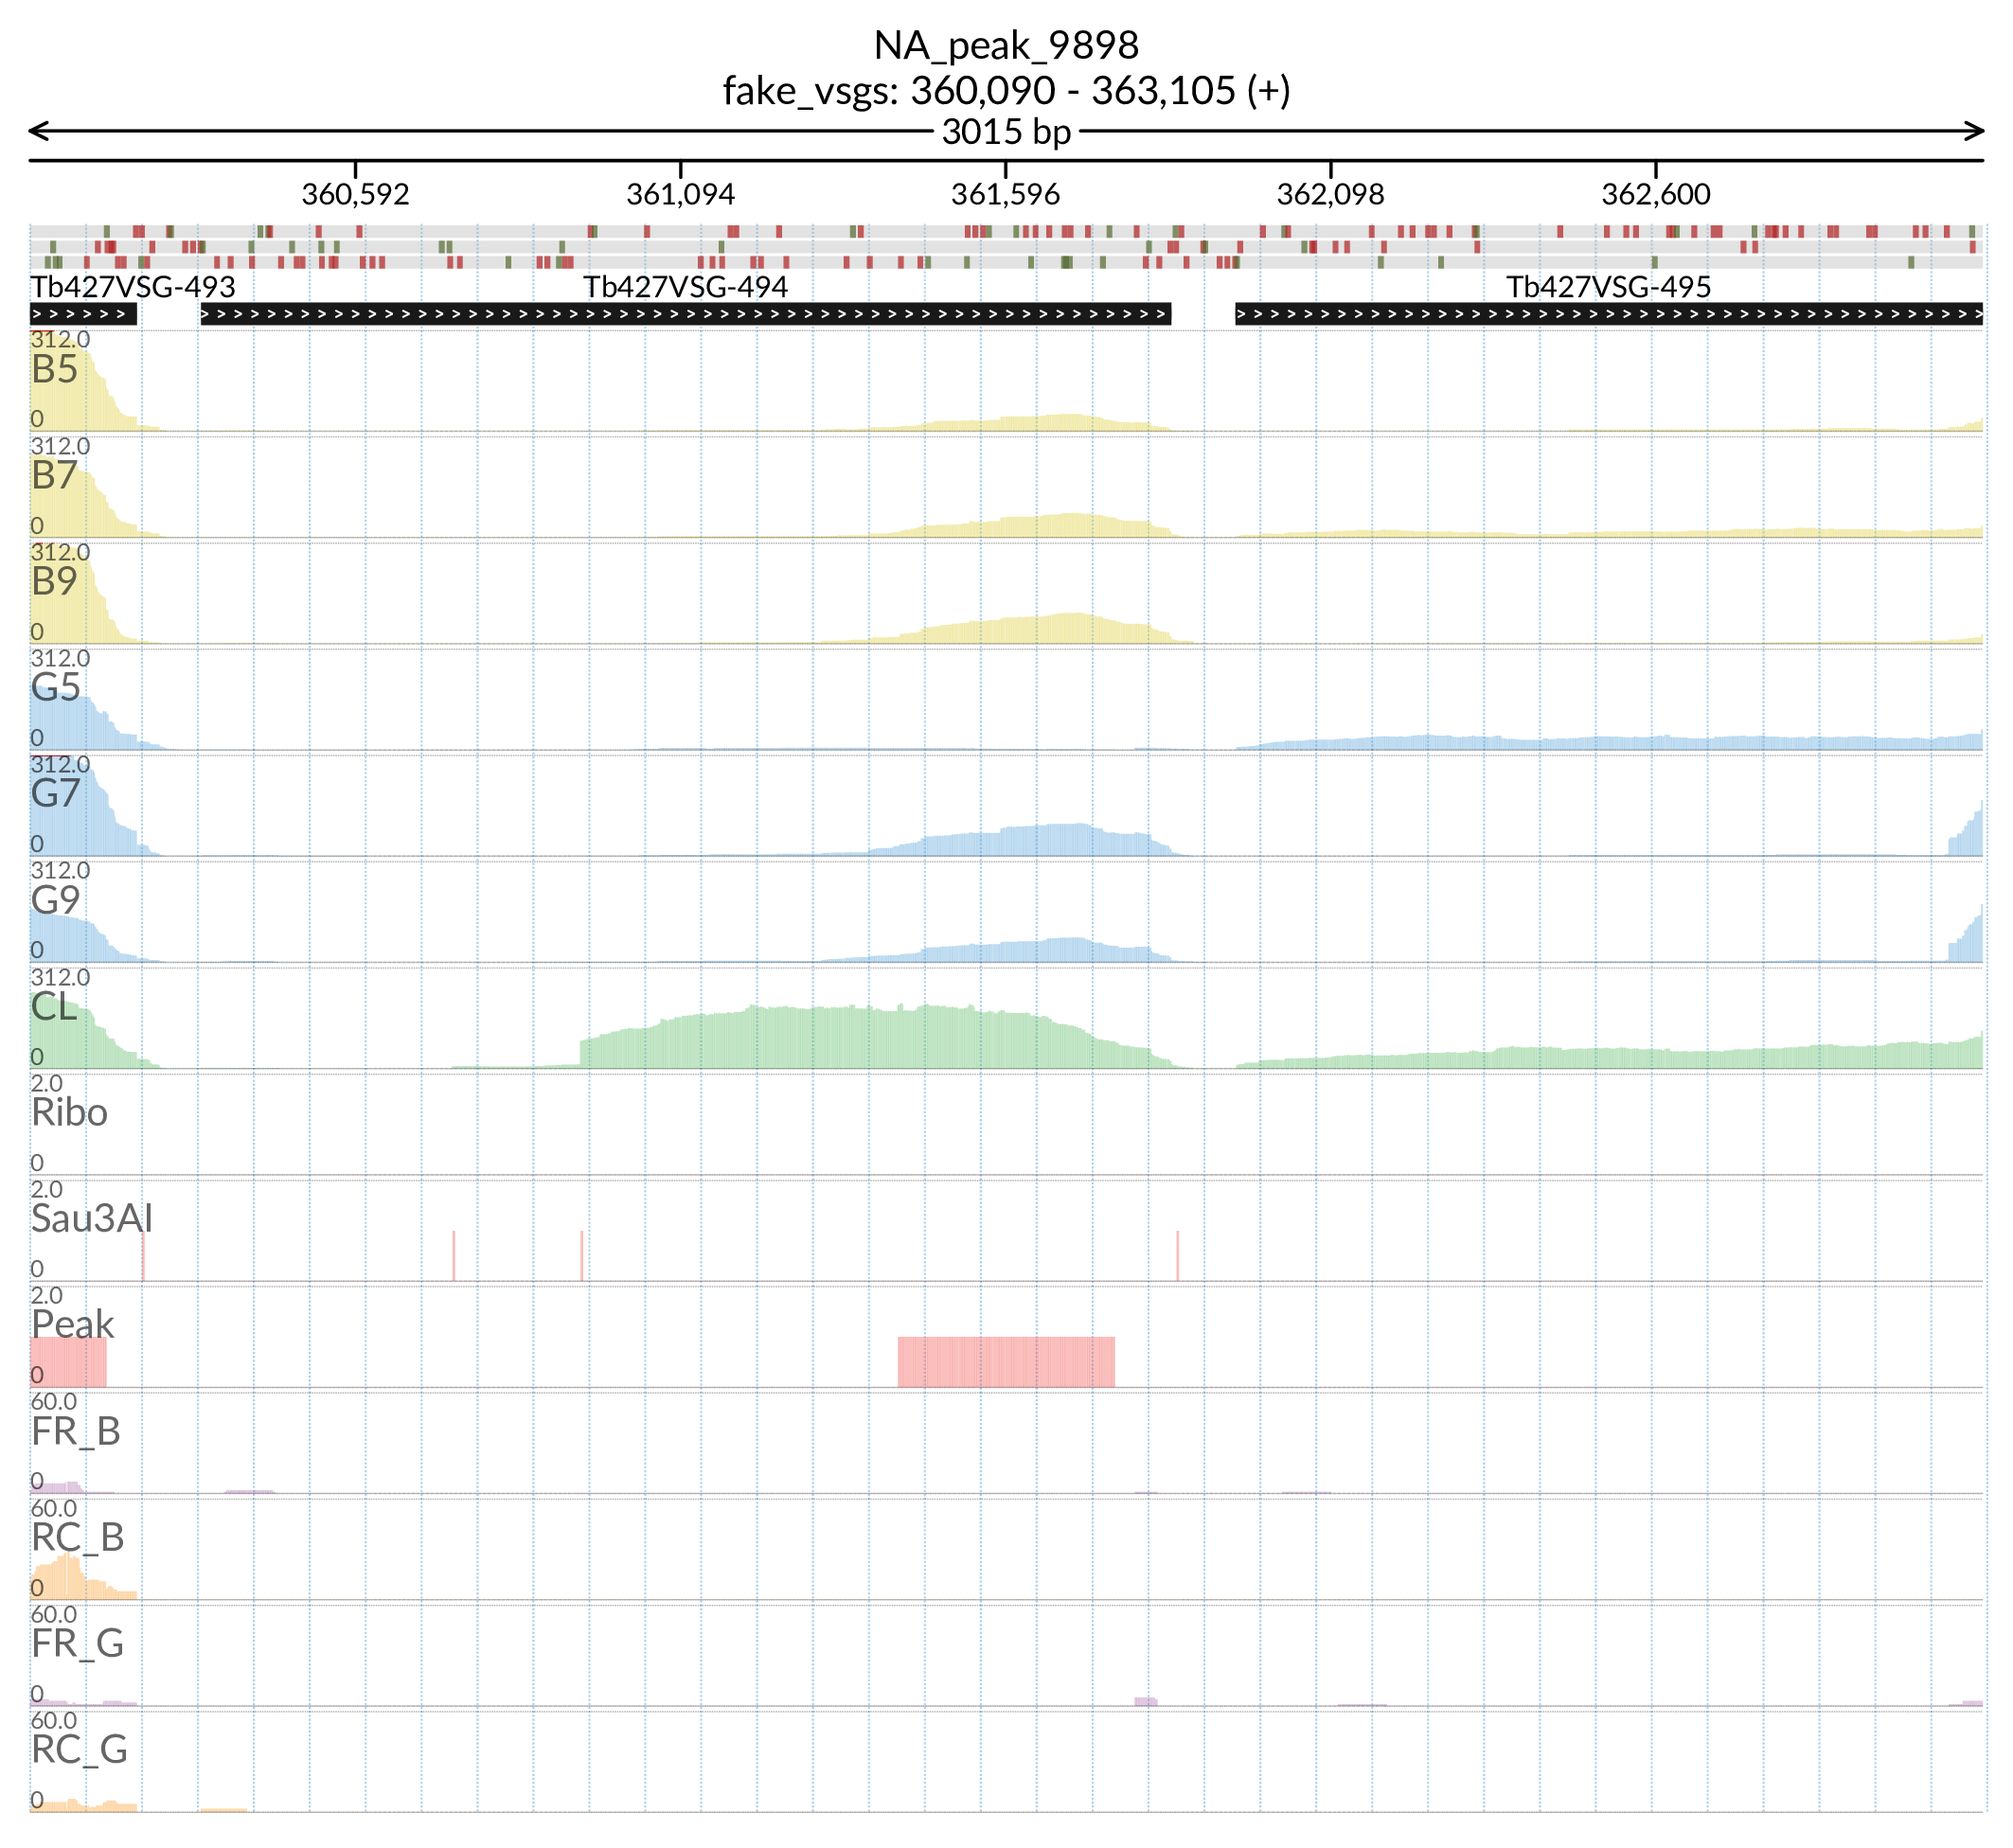 NA_peak_9898
fake_vsgs: 360,090 - 363,105 (+)
3015 bp
360,592 361,094 361,596 362,098 362,600
Tb427VSG-493 Tb427VSG-494 Tb427VSG-495
312.0
B5
0
312.0
B7
0
312.0
B9
0
312.0
G5
0
312.0
G7
0
312.0
G9
0
312.0
CL
0
2.0
Ribo
0
2.0
Sau3AI
0
2.0
Peak
0
60.0
FR_B
0
60.0
RC_B
0
60.0
FR_G
0
60.0
RC_G
0